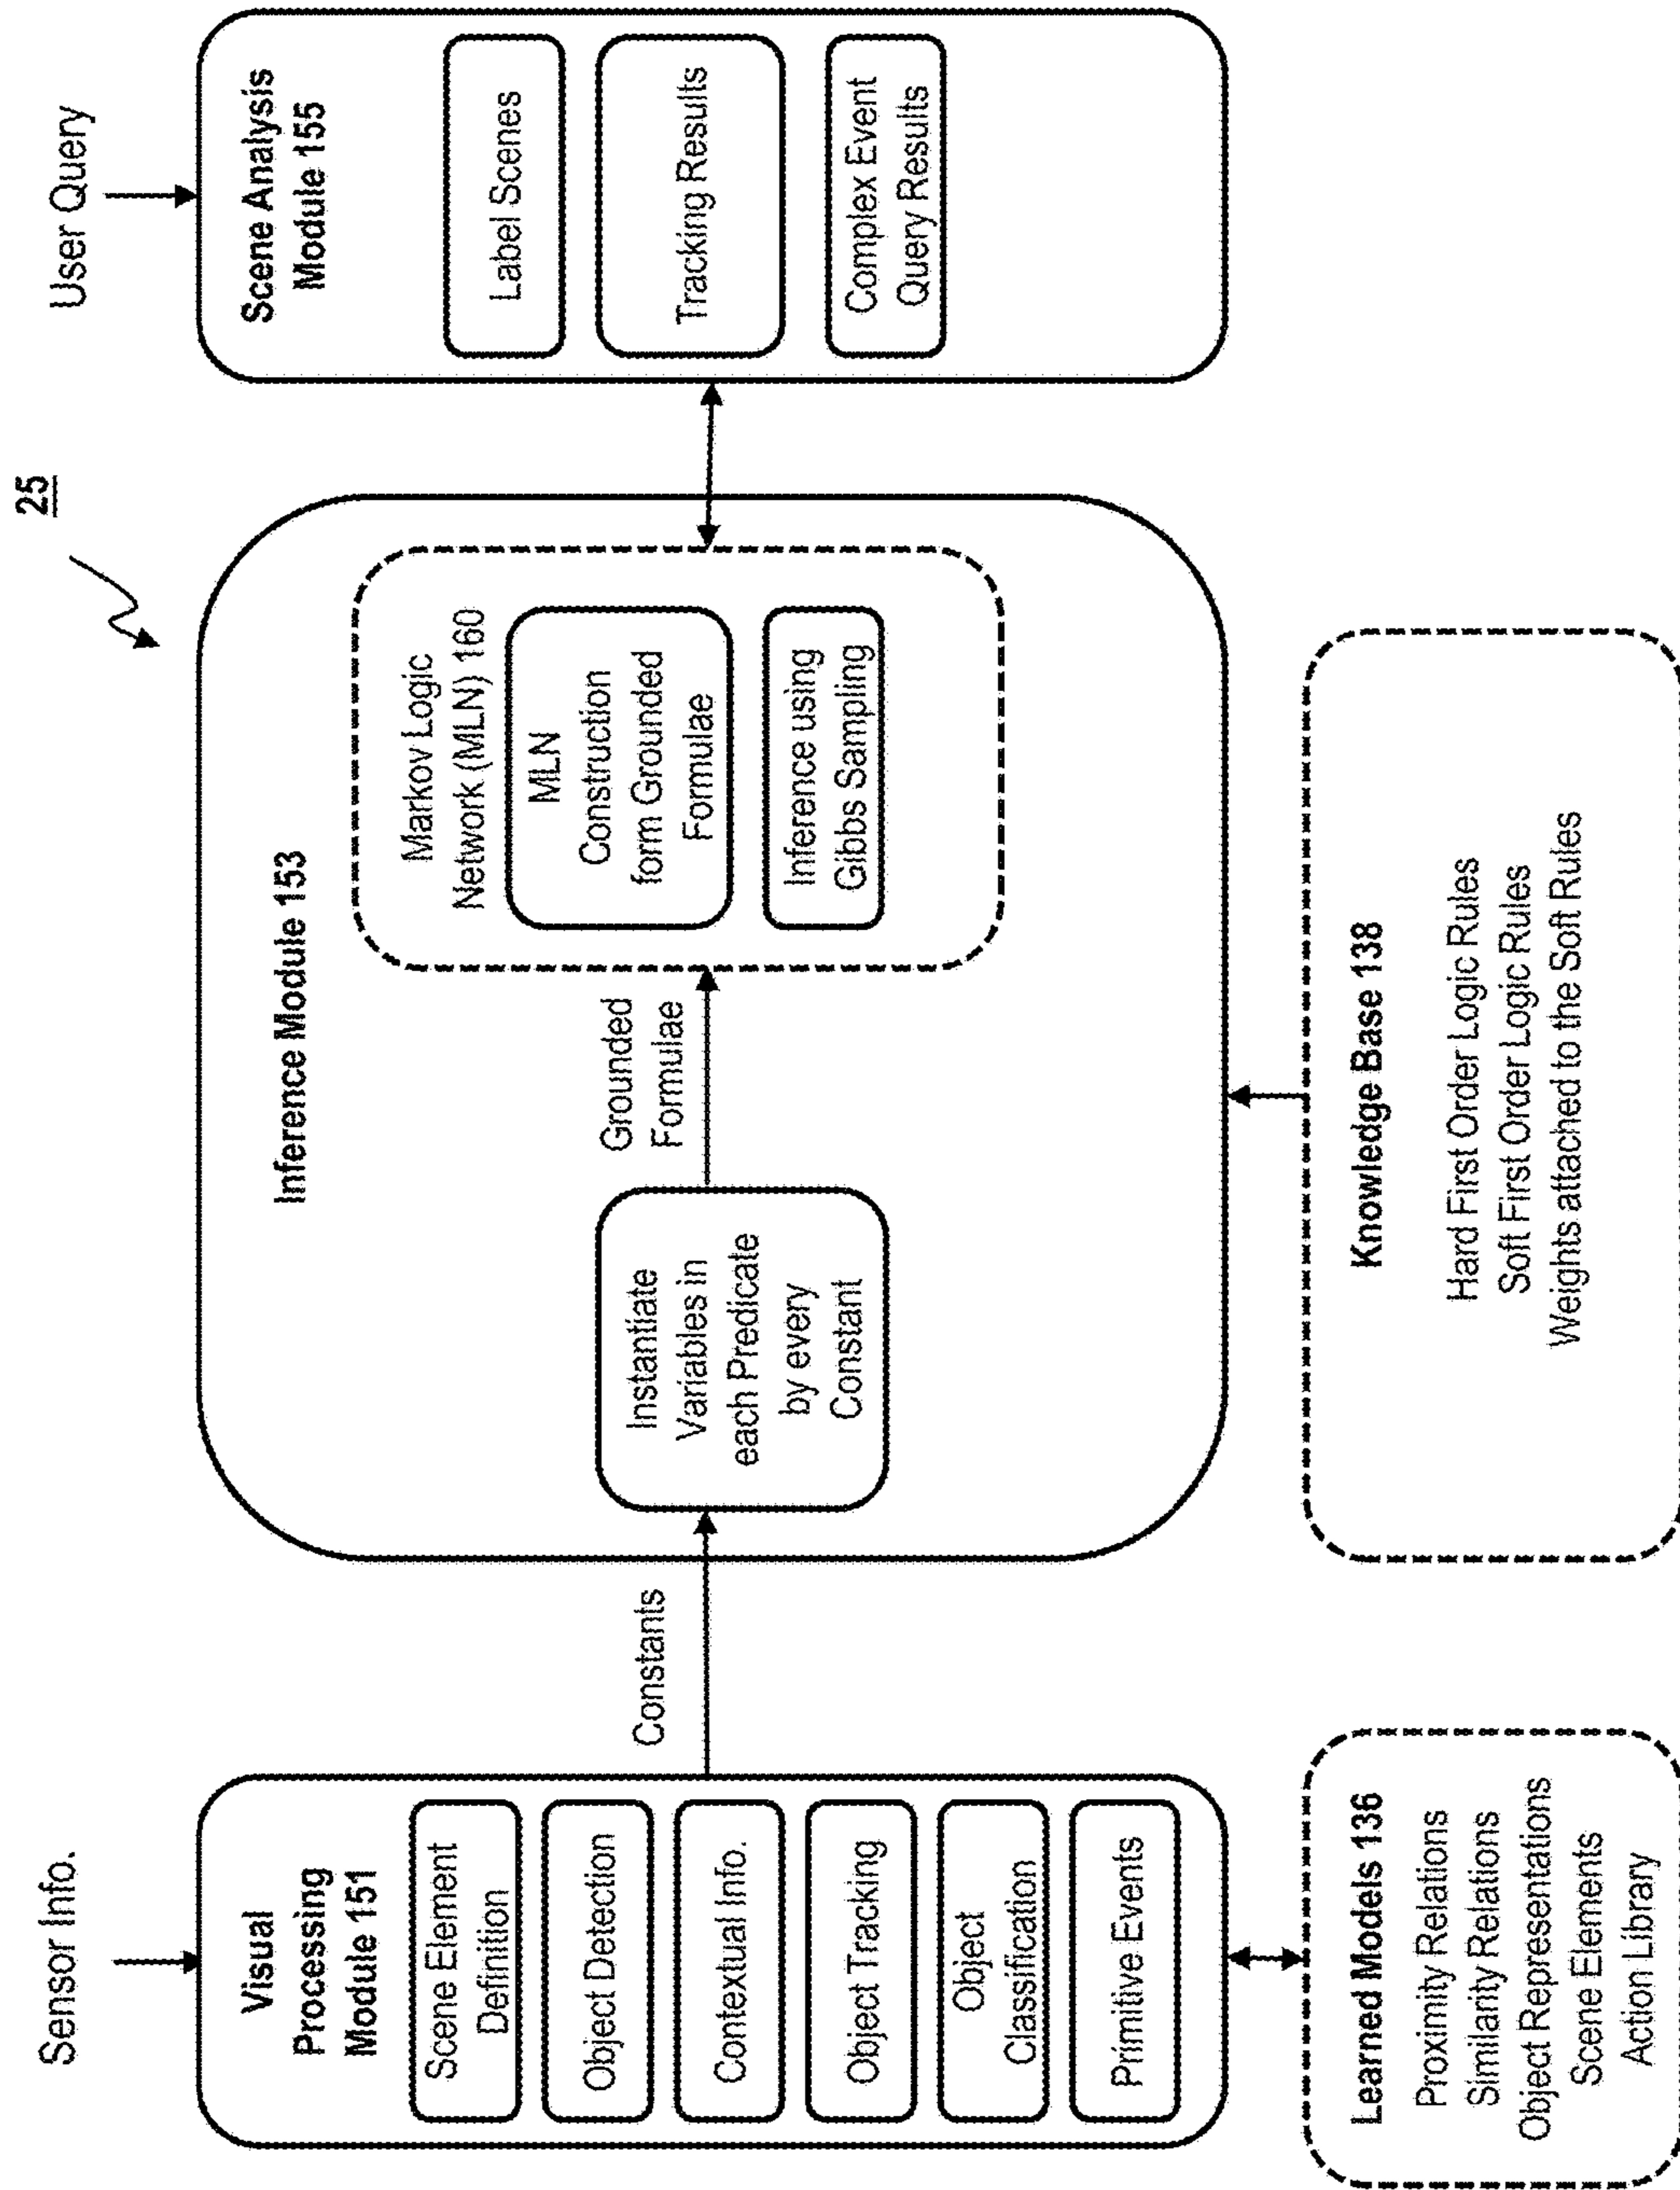 25
Sensor Info.
Visual
Processing
Module 151
Scene Element
Definition
Object Detection
Contextual Info.
Object Tracking
Object
Classification
Primitive Events
Learned Models 136
Proximity Relations
Similarity Relations
Object Representations
Scene Elements
Action Library
Constants
Inference Module 153
Instantiate
Variables in
each Predicate
by every
Constant
Grounded
Formulae
Markov Logic
Network (MLN) 160
MLN
Construction
form Grounded
Formulae
Inference using
Gibbs Sampling
Knowledge Base 138
Hard First Order Logic Rules
Soft First Order Logic Rules
Weights attached to the Soft Rules
User Query
Scene Analysis
Module 155
Label Scenes
Tracking Results
Complex Event
Query Results